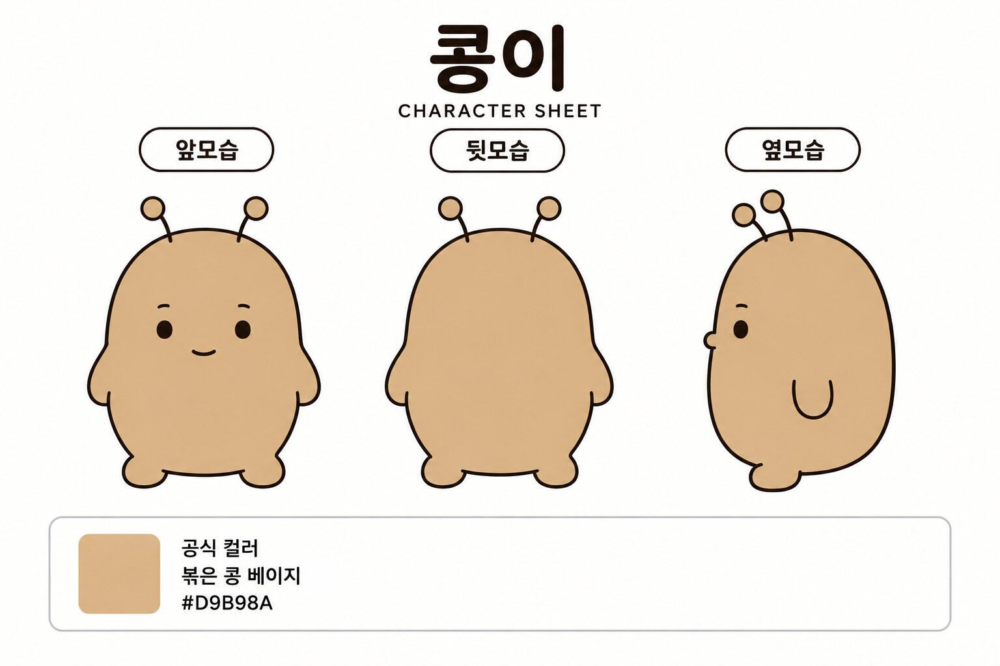 콩이
CHARACTER SHEET
앞모습
뒷모습
옆모습
공식 컬러
볶은 콩 베이지
#D9B98A